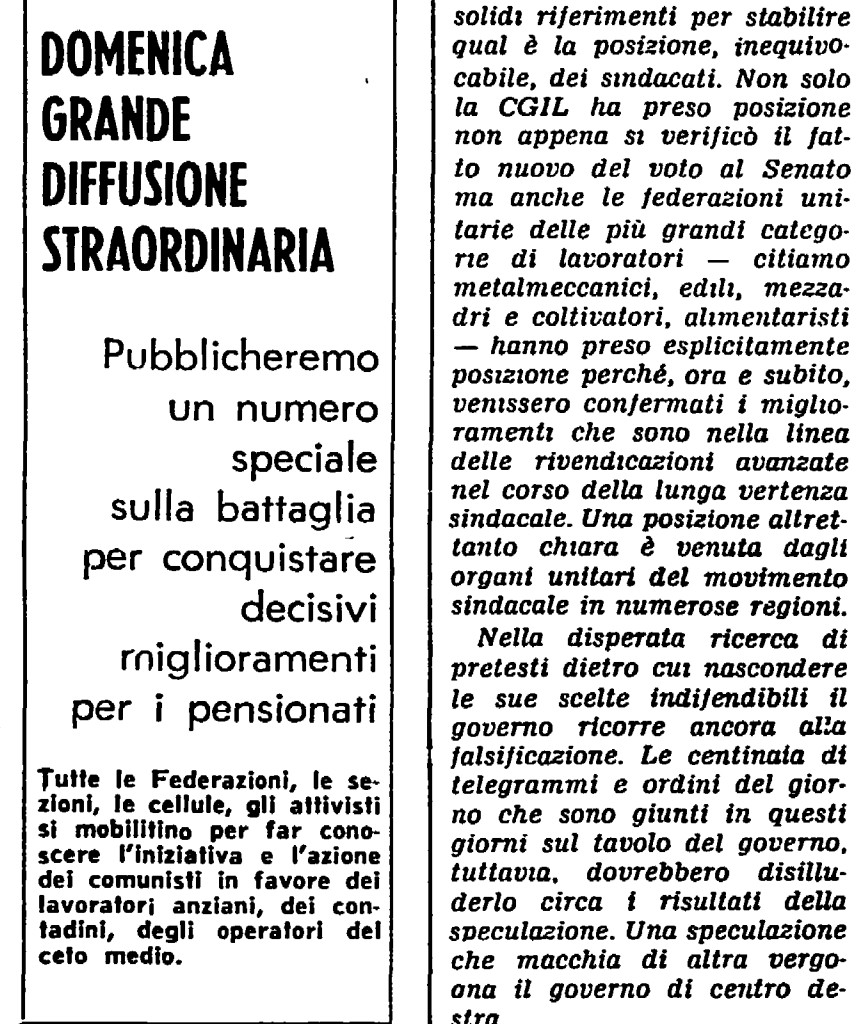 DOMENICA
GRANDE
DIFFUSIONE
STRAORDINARIA
Pubblicheremo
un numero
speciale
sulla battaglia
per conquistare
decisivi
miglioramenti
per i pensionati
Tutte le Federazioni, le se-
zioni, le cellule, gli attivisti
si mobilitino per far cono-
scere l'iniziativa e l'azione
dei comunisti in favore dei
lavoratori anziani, dei con-
tadini, degli operatori del
ceto medio.
solidi riferimenti per stabilire
qual è la posizione, inequivo-
cabile, dei sindacati. Non solo
la CGIL ha preso posizione
non appena si verificò il fat-
to nuovo del voto al Senato
ma anche le federazioni uni-
tarie delle più grandi catego-
rie di lavoratori — citiamo
metalmeccanici, edili, mezza-
dri e coltivatori, alimentaristi
— hanno preso esplicitamente
posizione perché, ora e subito,
venissero confermati i miglio-
ramenti che sono nella linea
delle rivendicazioni avanzate
nel corso della lunga vertenza
sindacale. Una posizione altret-
tanto chiara è venuta dagli
organi unitari del movimento
sindacale in numerose regioni.
Nella disperata ricerca di
pretesti dietro cui nascondere
le sue scelte indifendibili il
governo ricorre ancora alla
falsificazione. Le centinaia di
telegrammi e ordini del gior-
no che sono giunti in questi
giorni sul tavolo del governo,
tuttavia, dovrebbero disillu-
derlo circa i risultati della
speculazione. Una speculazione
che macchia di altra vergo-
gna il governo di centro de-
stra